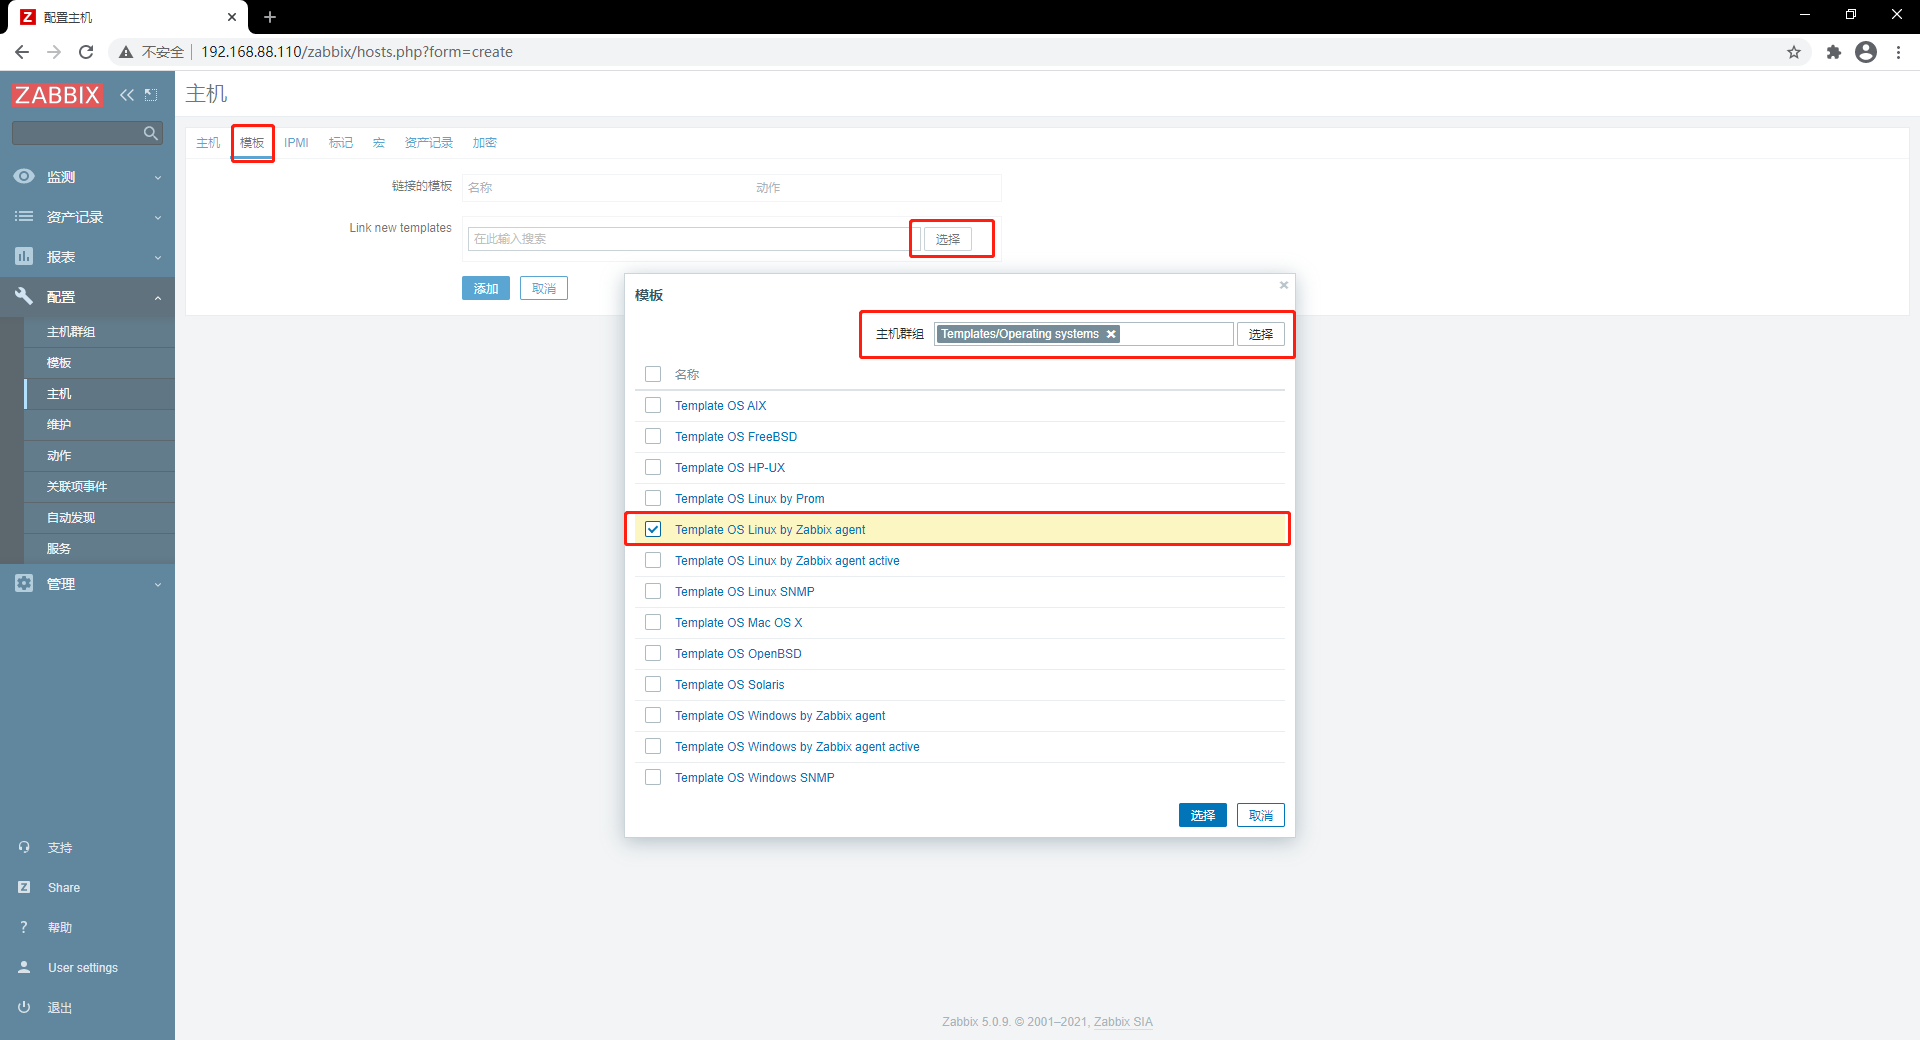 Z 配置主机
不安全 192.168.88.110/zabbix/hosts.php?form=create
ZABBIX
主机
主机 模板 IPMI 标记 宏 资产记录 加密
链接的模板 名称 动作
Link new templates 在此输入搜索 选择
添加 取消
监测
资产记录
报表
配置
主机群组
模板
主机
维护
动作
关联项事件
自动发现
服务
管理
支持
Z Share
? 帮助
User settings
退出
模板
主机群组 Templates/Operating systems 选择
名称
Template OS AIX
Template OS FreeBSD
Template OS HP-UX
Template OS Linux by Prom
Template OS Linux by Zabbix agent
Template OS Linux by Zabbix agent active
Template OS Linux SNMP
Template OS Mac OS X
Template OS OpenBSD
Template OS Solaris
Template OS Windows by Zabbix agent
Template OS Windows by Zabbix agent active
Template OS Windows SNMP
选择 取消
Zabbix 5.0.9. © 2001–2021, Zabbix SIA